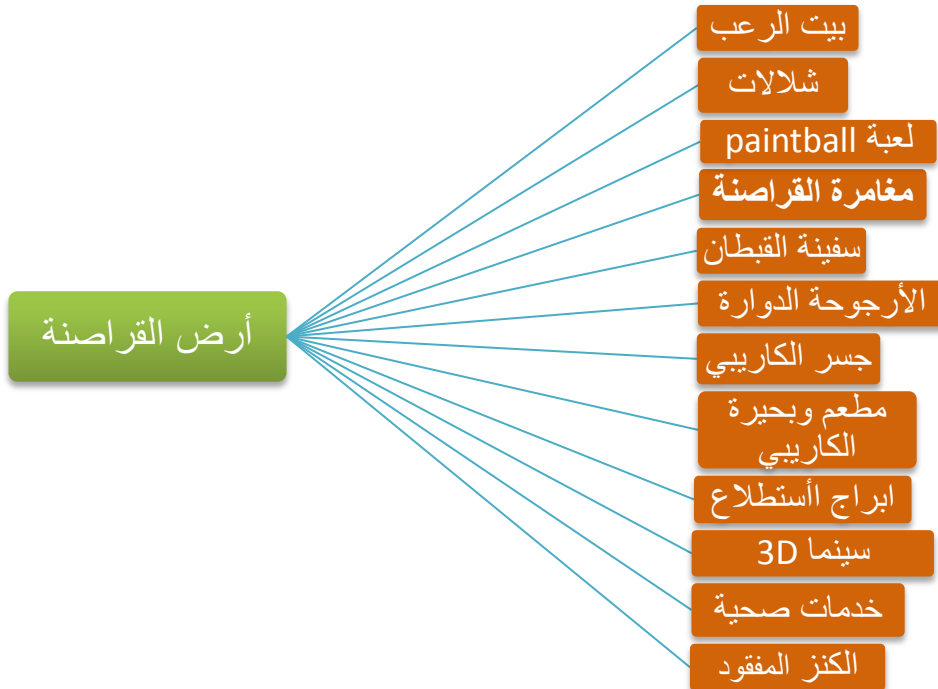 بيت الرعب
شلالات
لعبة paintball
مغامرة القراصنة
سفينة القبطان
الأرجوحة الدوارة
أرض القراصنة
جسر الكاريبي
مطعم وبحيرة
الكاريبي
ابراج اأستطلاع
سينما 3D
خدمات صحية
الكنز المفقود